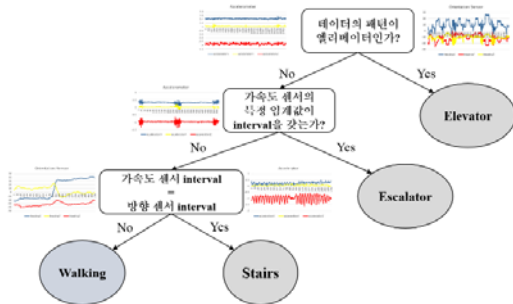 데이터의 패턴이
엘리베이터인가?
No
Yes
Elevator
가속도 센서의
특정 임계값이
interval을 갖는가?
No
Yes
Escalator
가속도 센서 interval
=
방향 센서 interval
No
Yes
Walking
Stairs